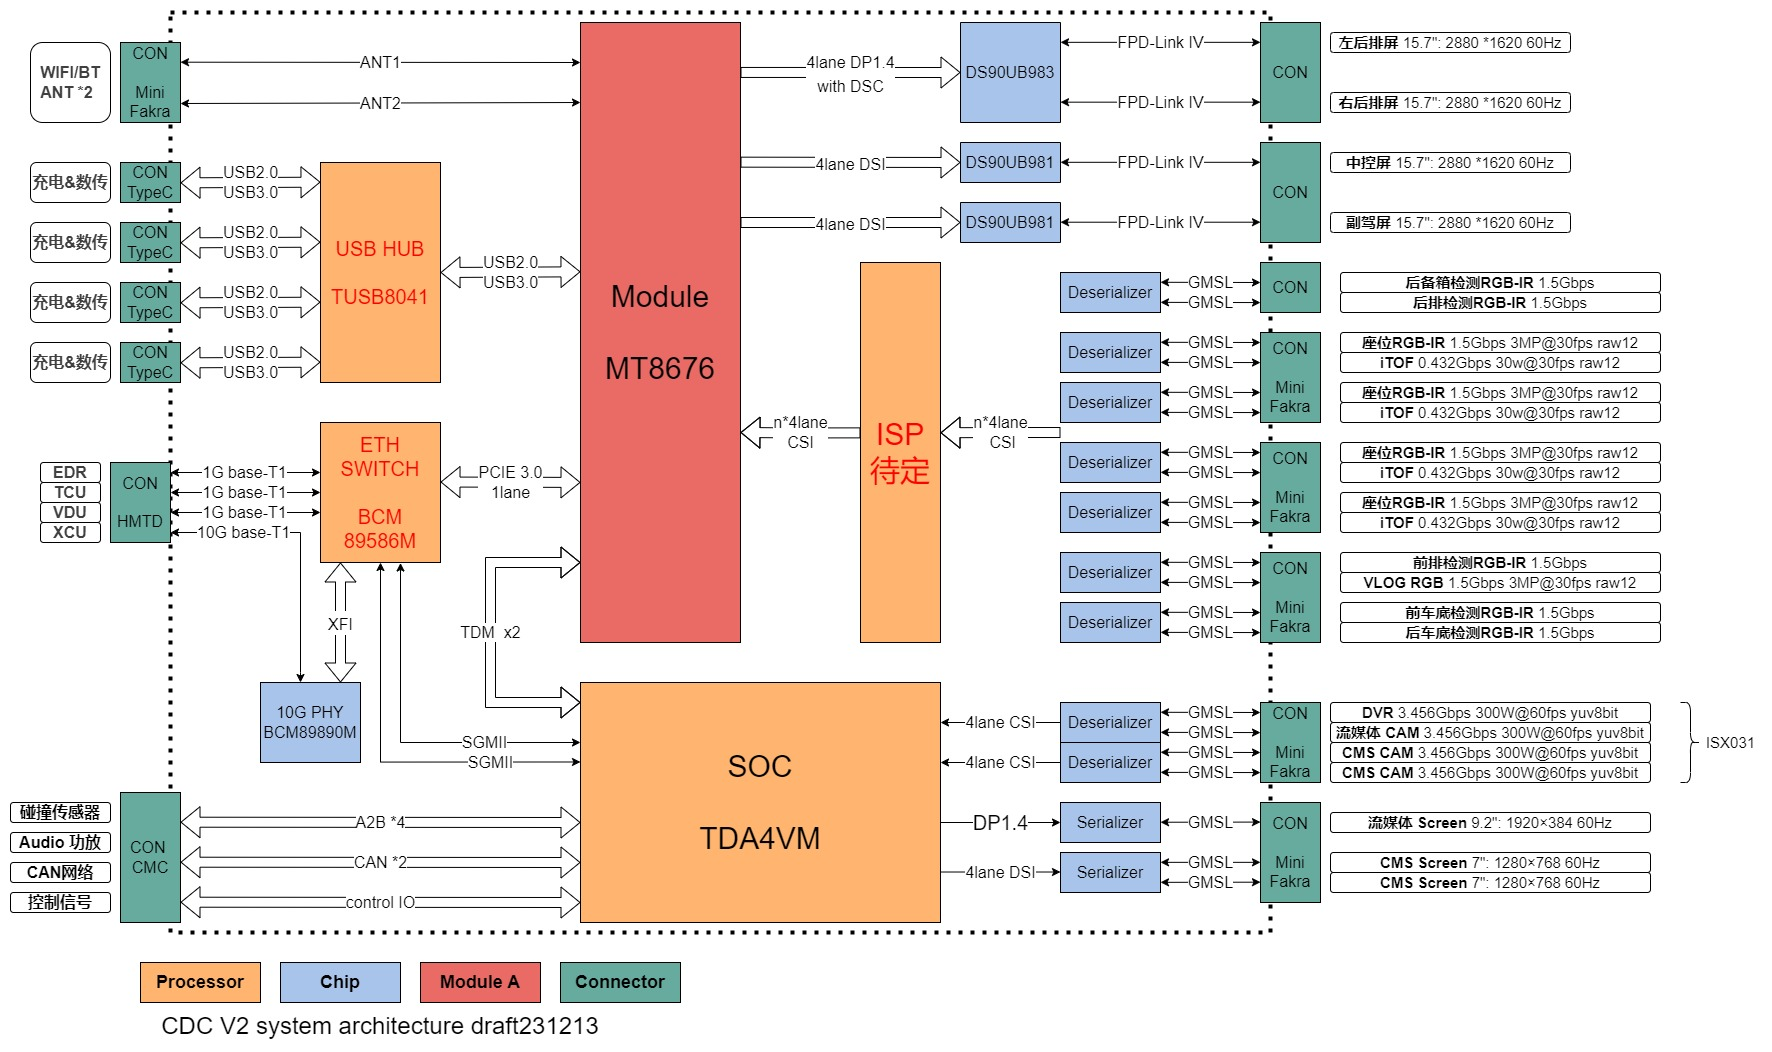 WIFI/BT
ANT *2
CON
Mini
Fakra
ANT1
ANT2
充电&数传
CON
TypeC
USB2.0
USB3.0
充电&数传
CON
TypeC
USB2.0
USB3.0
充电&数传
CON
TypeC
USB2.0
USB3.0
充电&数传
CON
TypeC
USB2.0
USB3.0
USB HUB
TUSB8041
USB2.0
USB3.0
EDR
TCU
VDU
XCU
CON
HMTD
1G base-T1
1G base-T1
1G base-T1
10G base-T1
ETH
SWITCH
BCM
89586M
PCIE 3.0
1lane
XFI
10G PHY
BCM89890M
TDM x2
SGMII
SGMII
碰撞传感器
Audio 功放
CAN网络
控制信号
CON
CMC
A2B *4
CAN *2
control IO
Module
MT8676
SOC
TDA4VM
4lane DP1.4
with DSC
DS90UB983
FPD-Link IV
FPD-Link IV
CON
左后排屏 15.7": 2880 *1620 60Hz
右后排屏 15.7": 2880 *1620 60Hz
4lane DSI
DS90UB981
FPD-Link IV
4lane DSI
DS90UB981
FPD-Link IV
CON
中控屏 15.7": 2880 *1620 60Hz
副驾屏 15.7": 2880 *1620 60Hz
n*4lane
CSI
ISP
待定
n*4lane
CSI
Deserializer
GMSL
GMSL
CON
后备箱检测RGB-IR 1.5Gbps
后排检测RGB-IR 1.5Gbps
Deserializer
GMSL
GMSL
Deserializer
GMSL
GMSL
CON
Mini
Fakra
座位RGB-IR 1.5Gbps 3MP@30fps raw12
iTOF 0.432Gbps 30w@30fps raw12
座位RGB-IR 1.5Gbps 3MP@30fps raw12
iTOF 0.432Gbps 30w@30fps raw12
Deserializer
GMSL
GMSL
Deserializer
GMSL
GMSL
CON
Mini
Fakra
座位RGB-IR 1.5Gbps 3MP@30fps raw12
iTOF 0.432Gbps 30w@30fps raw12
座位RGB-IR 1.5Gbps 3MP@30fps raw12
iTOF 0.432Gbps 30w@30fps raw12
Deserializer
GMSL
GMSL
Deserializer
GMSL
GMSL
CON
Mini
Fakra
前排检测RGB-IR 1.5Gbps
VLOG RGB 1.5Gbps 3MP@30fps raw12
前车底检测RGB-IR 1.5Gbps
后车底检测RGB-IR 1.5Gbps
4lane CSI
Deserializer
GMSL
GMSL
4lane CSI
Deserializer
GMSL
GMSL
CON
Mini
Fakra
DVR 3.456Gbps 300W@60fps yuv8bit
流媒体 CAM 3.456Gbps 300W@60fps yuv8bit
CMS CAM 3.456Gbps 300W@60fps yuv8bit
CMS CAM 3.456Gbps 300W@60fps yuv8bit
ISX031
DP1.4
Serializer
GMSL
4lane DSI
Serializer
GMSL
GMSL
CON
Mini
Fakra
流媒体 Screen 9.2": 1920×384 60Hz
CMS Screen 7": 1280×768 60Hz
CMS Screen 7": 1280×768 60Hz
Processor
Chip
Module A
Connector
CDC V2 system architecture draft231213